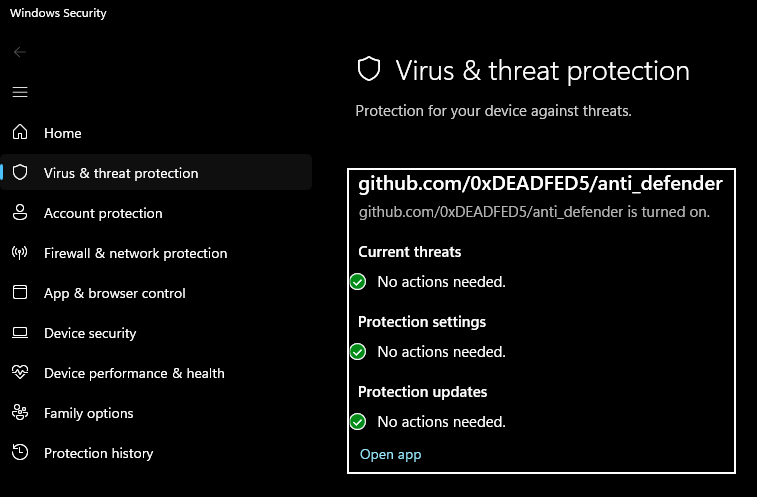 Windows Security
Home
Virus & threat protection
Account protection
Firewall & network protection
App & browser control
Device security
Device performance & health
Family options
Protection history
Virus & threat protection
Protection for your device against threats.
github.com/0xDEADFED5/anti_defender
github.com/0xDEADFED5/anti_defender is turned on.
Current threats
No actions needed.
Protection settings
No actions needed.
Protection updates
No actions needed.
Open app